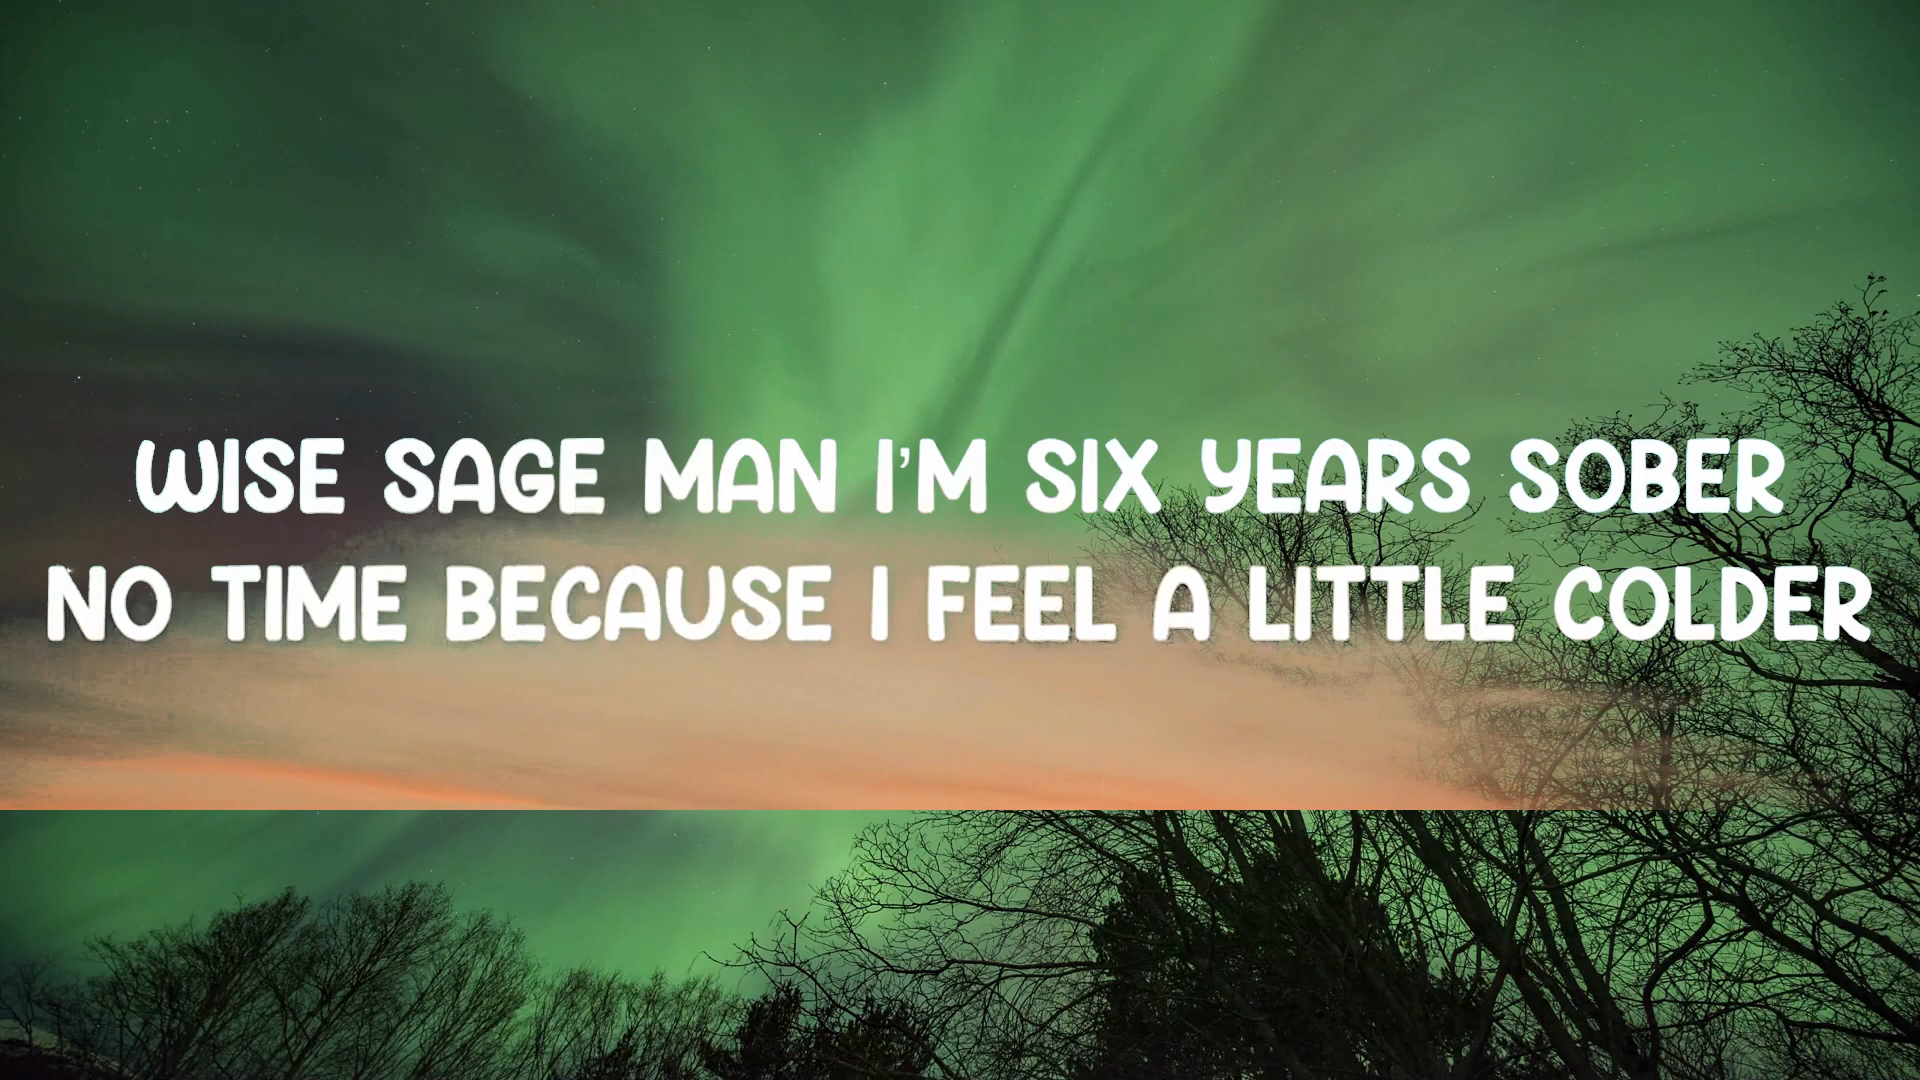 WISE SAGE MAN I'M SIX YEARS SOBER
NO TIME BECAUSE I FEEL A LITTLE COLDER